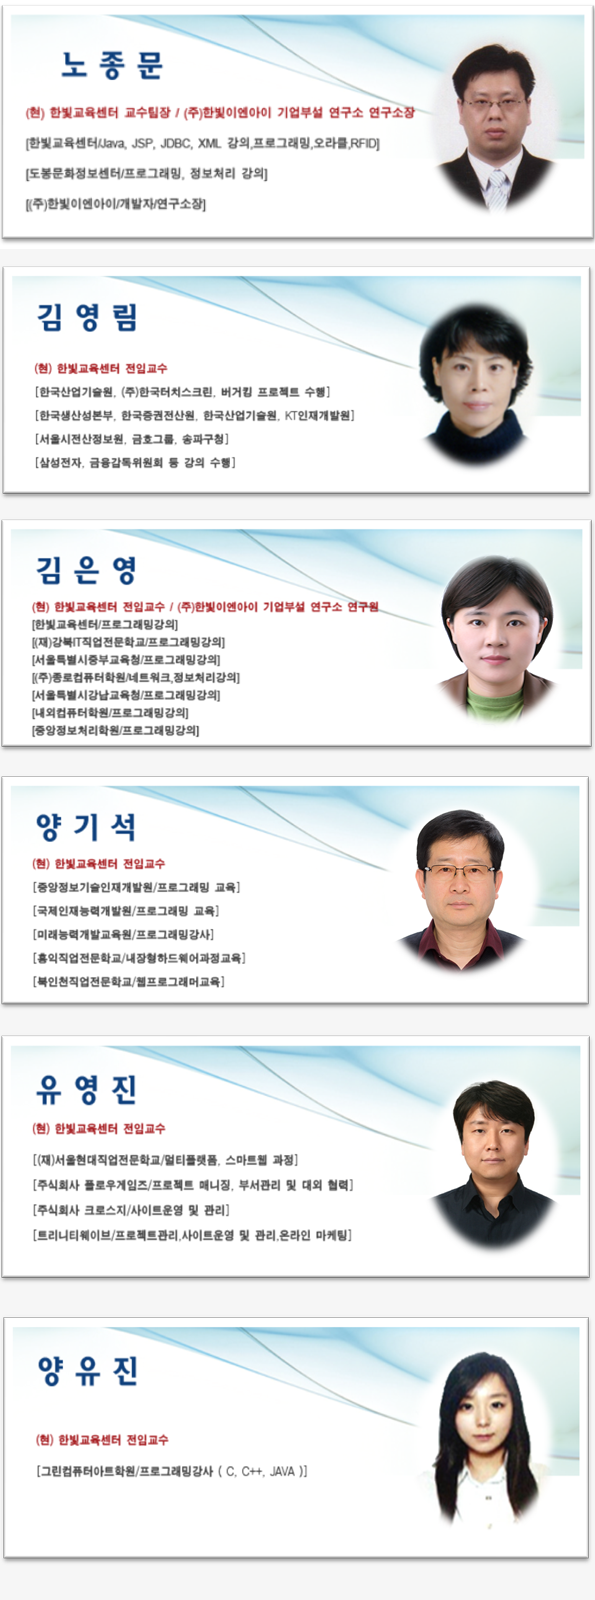 노 종 문
(현) 한빛교육센터 교수팀장 / (주)한빛이엔아이 기업부설 연구소 연구소장
[한빛교육센터/Java, JSP, JDBC, XML 강의,프로그래밍,오라클,RFID]
[도봉문화정보센터/프로그래밍, 정보처리 강의]
[(주)한빛이엔아이/개발자/연구소장]
김 영 림
(현) 한빛교육센터 전임교수
[한국산업기술원, (주)한국터치스크린, 버거킹 프로젝트 수행]
[한국생산성본부, 한국증권전산원, 한국산업기술원, KT인재개발원]
[서울시전산정보원, 금호그룹, 송파구청]
[삼성전자, 금융감독위원회 등 강의 수행]
김 은 영
(현) 한빛교육센터 전임교수 / (주)한빛이엔아이 기업부설 연구소 연구원
[한빛교육센터/프로그래밍강의]
[(재)강북IT직업전문학교/프로그래밍강의]
[서울특별시중부교육청/프로그래밍강의]
[(주)종로컴퓨터학원/네트워크,정보처리강의]
[서울특별시강남교육청/프로그래밍강의]
[내외컴퓨터학원/프로그래밍강의]
[중앙정보처리학원/프로그래밍강의]
양 기 석
(현) 한빛교육센터 전임교수
[중앙정보기술인재개발원/프로그래밍 교육]
[국제인재능력개발원/프로그래밍 교육]
[미래능력개발교육원/프로그래밍강사]
[홍익직업전문학교/내장형하드웨어과정교육]
[북인천직업전문학교/웹프로그래머교육]
유 영 진
(현) 한빛교육센터 전임교수
[(재)서울현대직업전문학교/멀티플랫폼, 스마트웹 과정]
[주식회사 플로우게임즈/프로젝트 매니징, 부서관리 및 대외 협력]
[주식회사 크로스지/사이트운영 및 관리]
[트리니티웨이브/프로젝트관리,사이트운영 및 관리,온라인 마케팅]
양 유 진
(현) 한빛교육센터 전임교수
[그린컴퓨터아트학원/프로그래밍강사 ( C, C++, JAVA )]